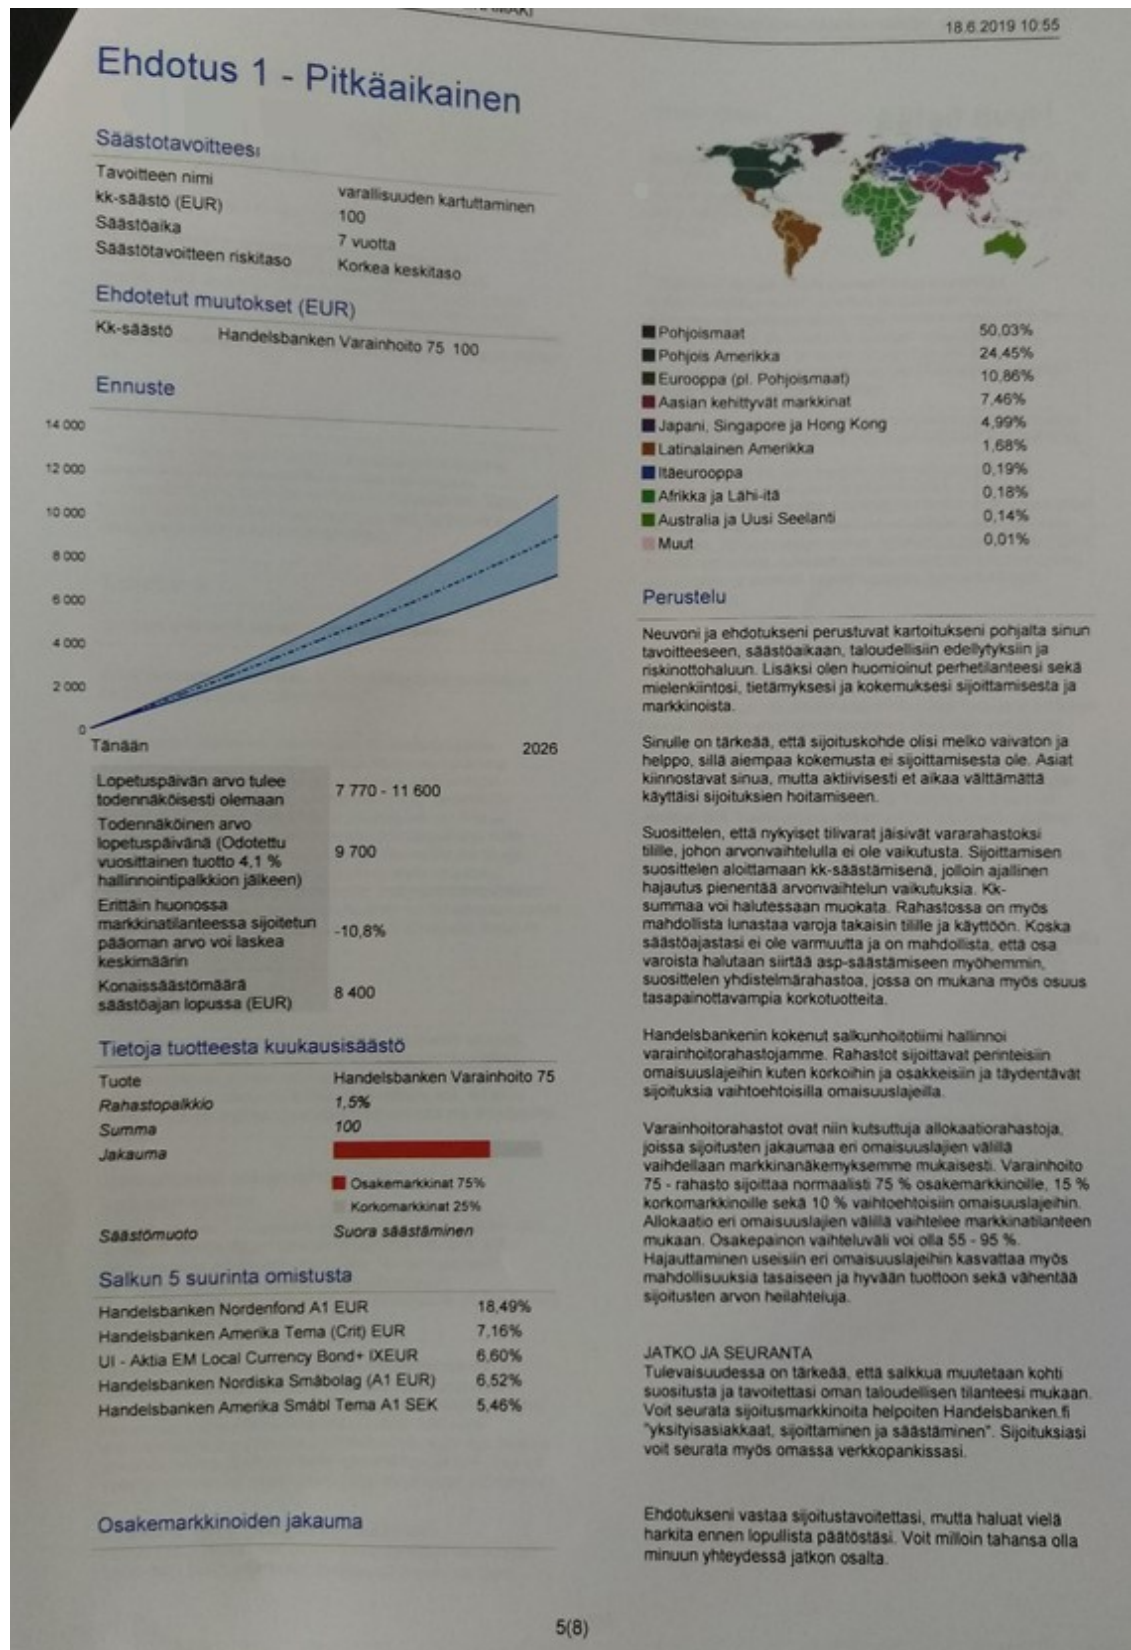 18.6.2019 10:55
Ehdotus 1 - Pitkäaikainen
Säästötavoitteesi
Tavoitteen nimi varallisuuden kartuttaminen
kk-säästö (EUR) 100
Säästöaika 7 vuotta
Säästötavoitteen riskitaso Korkea keskitaso
Ehdotetut muutokset (EUR)
Kk-säästö Handelsbanken Varainhoito 75 100
Ennuste
14 000
12 000
10 000
8 000
6 000
4 000
2 000
0
Tänään 2026
Lopetuspäivän arvo tulee
todennäköisesti olemaan 7 770 - 11 600
Todennäköinen arvo
lopetuspäivänä (Odotettu
vuosittainen tuotto 4,1 % 9 700
hallinnointipalkkion jälkeen)
Erittäin huonossa
markkinatilanteessa sijoitetun
pääoman arvo voi laskea -10,8%
keskimäärin
Konaissäästömäärä
säästöajan lopussa (EUR) 8 400
Tietoja tuotteesta kuukausisäästö
Tuote Handelsbanken Varainhoito 75
Rahastopalkkio 1,5%
Summa 100
Jakauma
Osakemarkkinat 75%
Korkomarkkinat 25%
Säästömuoto Suora säästäminen
Salkun 5 suurinta omistusta
Handelsbanken Nordenfond A1 EUR 18,49%
Handelsbanken Amerika Tema (Crit) EUR 7,16%
UI - Aktia EM Local Currency Bond+ IXEUR 6,60%
Handelsbanken Nordiska Småbolag (A1 EUR) 6,52%
Handelsbanken Amerika Småbl Tema A1 SEK 5,46%
Osakemarkkinoiden jakauma
Pohjoismaat 50,03%
Pohjois Amerikka 24,45%
Eurooppa (pl. Pohjoismaat) 10,86%
Aasian kehittyvät markkinat 7,46%
Japani, Singapore ja Hong Kong 4,99%
Latinalainen Amerikka 1,68%
Itäeurooppa 0,19%
Afrikka ja Lähi-itä 0,18%
Australia ja Uusi Seelanti 0,14%
Muut 0,01%
Perustelu
Neuvoni ja ehdotukseni perustuvat kartoitukseni pohjalta sinun
tavoitteeseen, säästöaikaan, taloudellisiin edellytyksiin ja
riskinottohaluun. Lisäksi olen huomioinut perhetilanteesi sekä
mielenkiintosi, tietämyksesi ja kokemuksesi sijoittamisesta ja
markkinoista.
Sinulle on tärkeää, että sijoituskohde olisi melko vaivaton ja
helppo, sillä aiempaa kokemusta ei sijoittamisesta ole. Asiat
kiinnostavat sinua, mutta aktiivisesti et aikaa välttämättä
käyttäisi sijoituksien hoitamiseen.
Suosittelen, että nykyiset tilivarat jäisivät vararahastoksi
tilille, johon arvonvaihtelulla ei ole vaikutusta. Sijoittamisen
suosittelen aloittamaan kk-säästämisenä, jolloin ajallinen
hajautus pienentää arvonvaihtelun vaikutuksia. Kk-
summaa voi halutessaan muokata. Rahastossa on myös
mahdollista lunastaa varoja takaisin tilille ja käyttöön. Koska
säästöajastasi ei ole varmuutta ja on mahdollista, että osa
varoista halutaan siirtää asp-säästämiseen myöhemmin,
suosittelen yhdistelmärahastoa, jossa on mukana myös osuus
tasapainottavampia korkotuotteita.
Handelsbankenin kokenut salkunhoitotiimi hallinnoi
varainhoitorahastojamme. Rahastot sijoittavat perinteisiin
omaisuuslajeihin kuten korkoihin ja osakkeisiin ja täydentävät
sijoituksia vaihtoehtoisilla omaisuuslajeilla.
Varainhoitorahastot ovat niin kutsuttuja allokaatiorahastoja,
joissa sijoitusten jakaumaa eri omaisuuslajien välillä
vaihdellaan markkinanäkemyksemme mukaisesti. Varainhoito
75 - rahasto sijoittaa normaalisti 75 % osakemarkkinoille, 15 %
korkomarkkinoille sekä 10 % vaihtoehtoisiin omaisuuslajeihin.
Allokaatio eri omaisuuslajien välillä vaihtelee markkinatilanteen
mukaan. Osakepainon vaihteluväli voi olla 55 - 95 %.
Hajauttaminen useisiin eri omaisuuslajeihin kasvattaa myös
mahdollisuuksia tasaiseen ja hyvään tuottoon sekä vähentää
sijoitusten arvon heilahteluja.
JATKO JA SEURANTA
Tulevaisuudessa on tärkeää, että salkkua muutetaan kohti
suositusta ja tavoitettasi oman taloudellisen tilanteesi mukaan.
Voit seurata sijoitusmarkkinoita helpoiten Handelsbanken.fi
"yksityisasiakkaat, sijoittaminen ja säästäminen". Sijoituksiasi
voit seurata myös omassa verkkopankissasi.
Ehdotukseni vastaa sijoitustavoitettasi, mutta haluat vielä
harkita ennen lopullista päätöstäsi. Voit milloin tahansa olla
minuun yhteydessä jatkon osalta.
5(8)